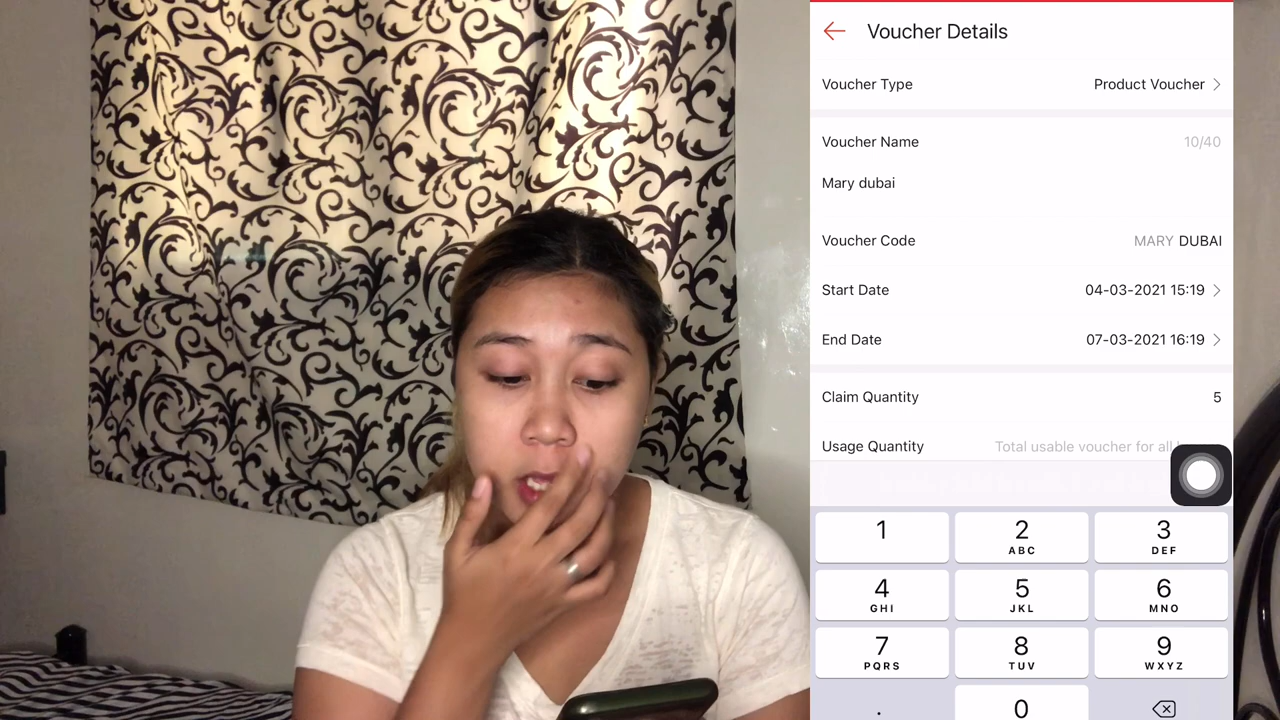 Voucher Details
Voucher Type Product Voucher
Voucher Name 10/40
Mary dubai
Voucher Code MARY DUBAI
Start Date 04-03-2021 15:19
End Date 07-03-2021 16:19
Claim Quantity 5
Usage Quantity Total usable voucher for all
1 2 3
ABC DEF
4 5 6
GHI JKL MNO
7 8 9
PQRS TUV WXYZ
. 0